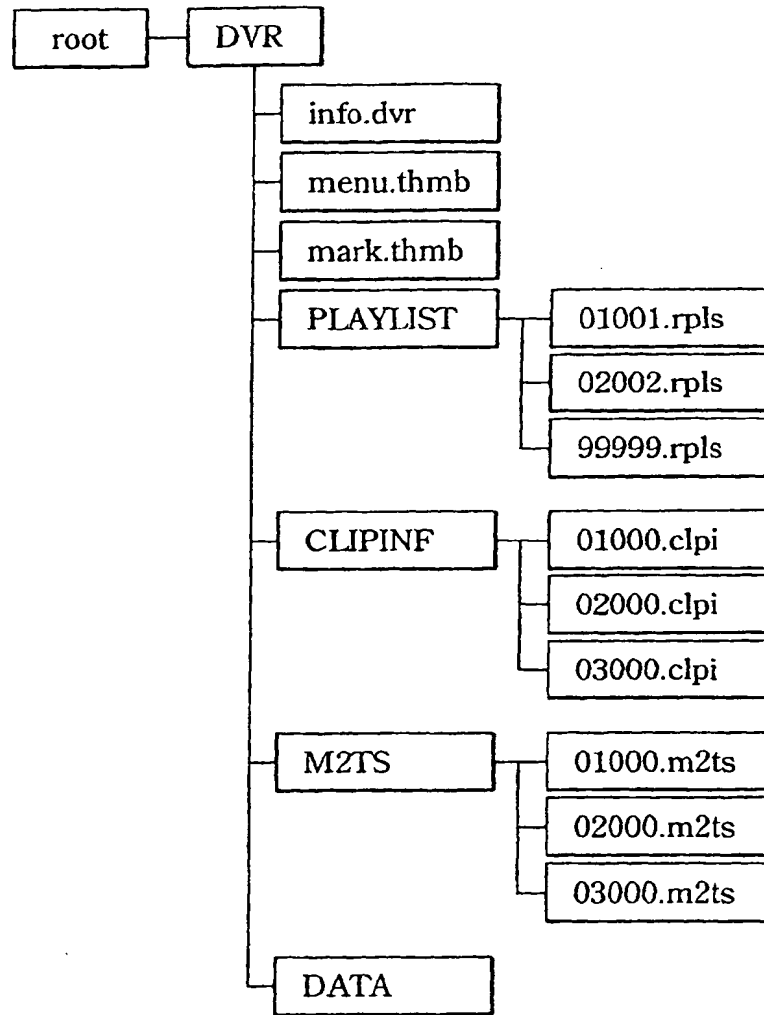 root DVR
info.dvr
menu.thmb
mark.thmb
PLAYLIST 01001.rpls
02002.rpls
99999.rpls
CLIPINF 01000.clpi
02000.clpi
03000.clpi
M2TS 01000.m2ts
02000.m2ts
03000.m2ts
DATA